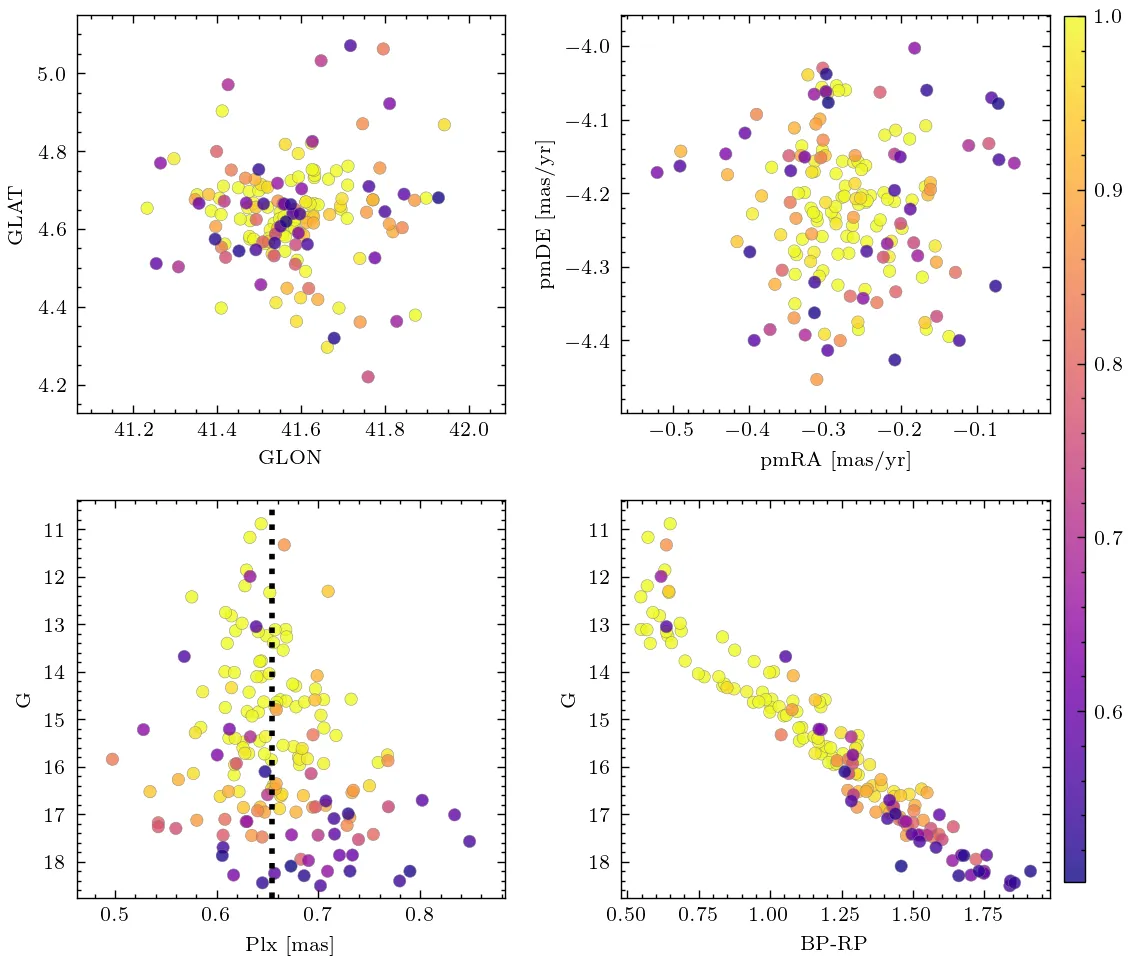 5.0
4.8
4.6
4.4
4.2
GLAT
41.2 41.4 41.6 41.8 42.0
GLON
−4.0
−4.1
−4.2
−4.3
−4.4
pmDE [mas/yr]
−0.5 −0.4 −0.3 −0.2 −0.1
pmRA [mas/yr]
1.0
0.9
0.8
0.7
0.6
11
12
13
14
15
16
17
18
G
0.5 0.6 0.7 0.8
Plx [mas]
11
12
13
14
15
16
17
18
G
0.50 0.75 1.00 1.25 1.50 1.75
BP-RP